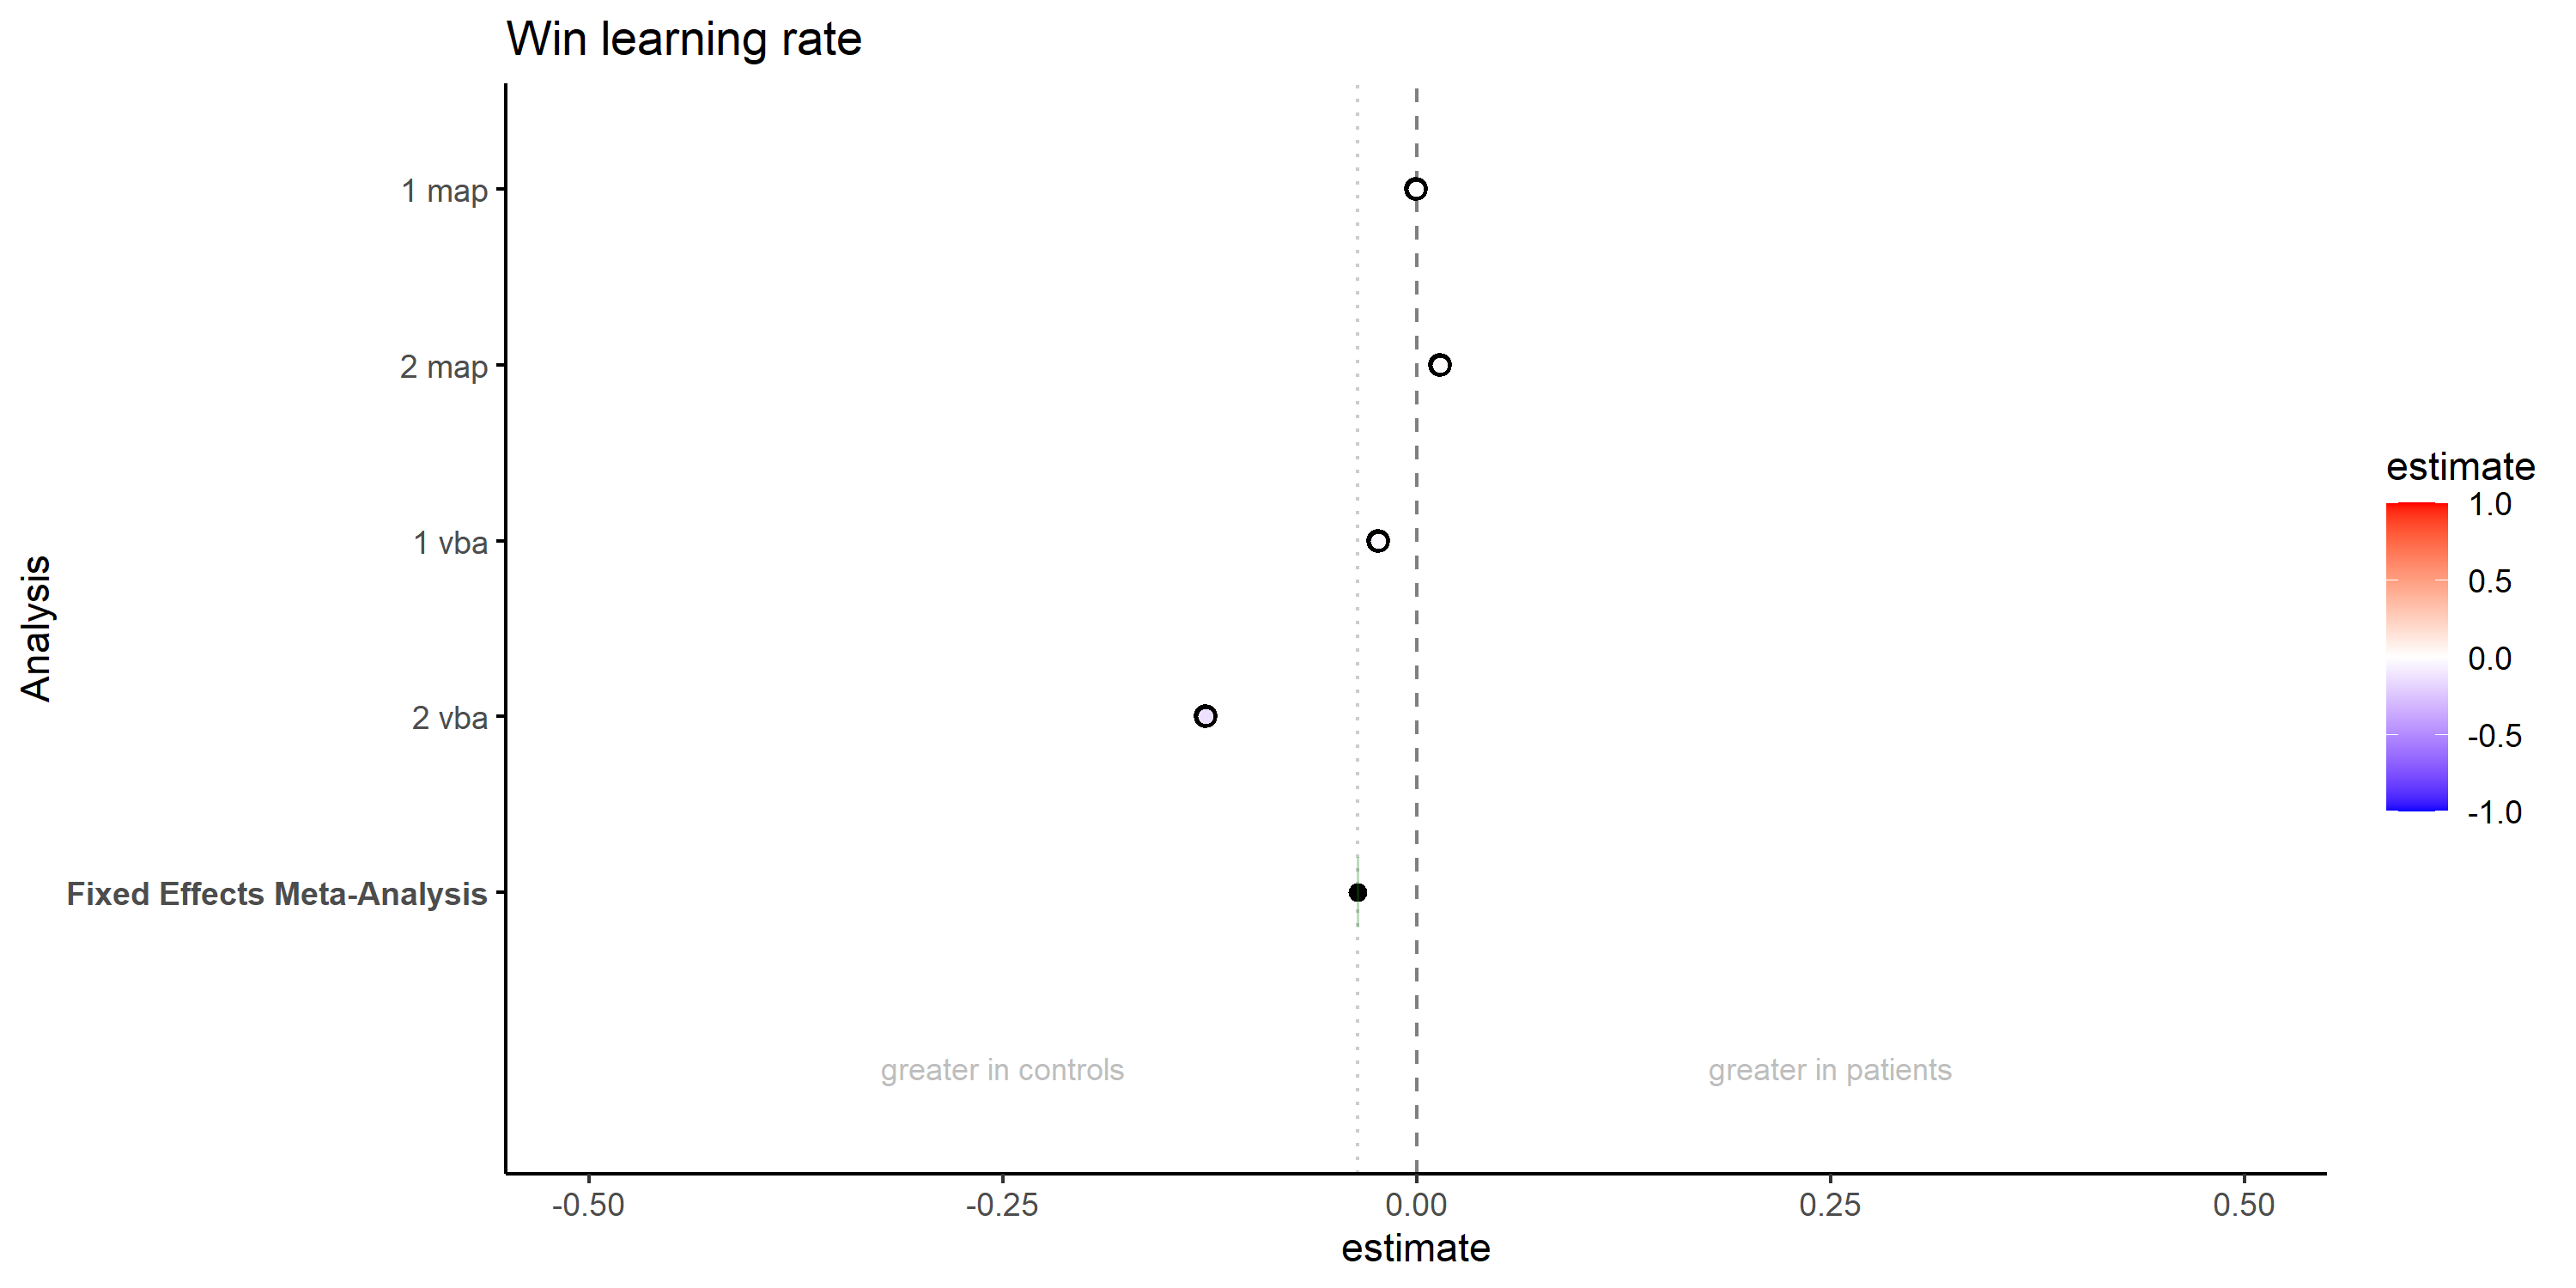 Win learning rate
Analysis
1 map
2 map
1 vba
2 vba
Fixed Effects Meta-Analysis
greater in controls
greater in patients
-0.50
-0.25
0.00
0.25
0.50
estimate
estimate
1.0
0.5
0.0
-0.5
-1.0